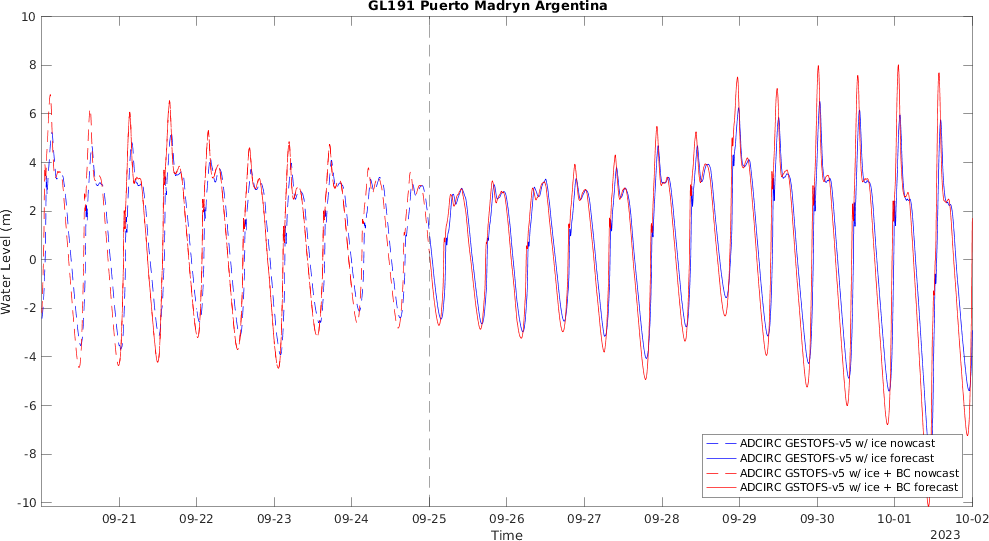 GL191 Puerto Madryn Argentina
Water Level (m)
10
8
6
4
2
0
-2
-4
-6
-8
-10
ADCIRC GESTOFS-v5 w/ ice nowcast
ADCIRC GESTOFS-v5 w/ ice forecast
ADCIRC GSTOFS-v5 w/ ice + BC nowcast
ADCIRC GSTOFS-v5 w/ ice + BC forecast
09-21 09-22 09-23 09-24 09-25 09-26 09-27 09-28 09-29 09-30 10-01 10-02
Time
2023